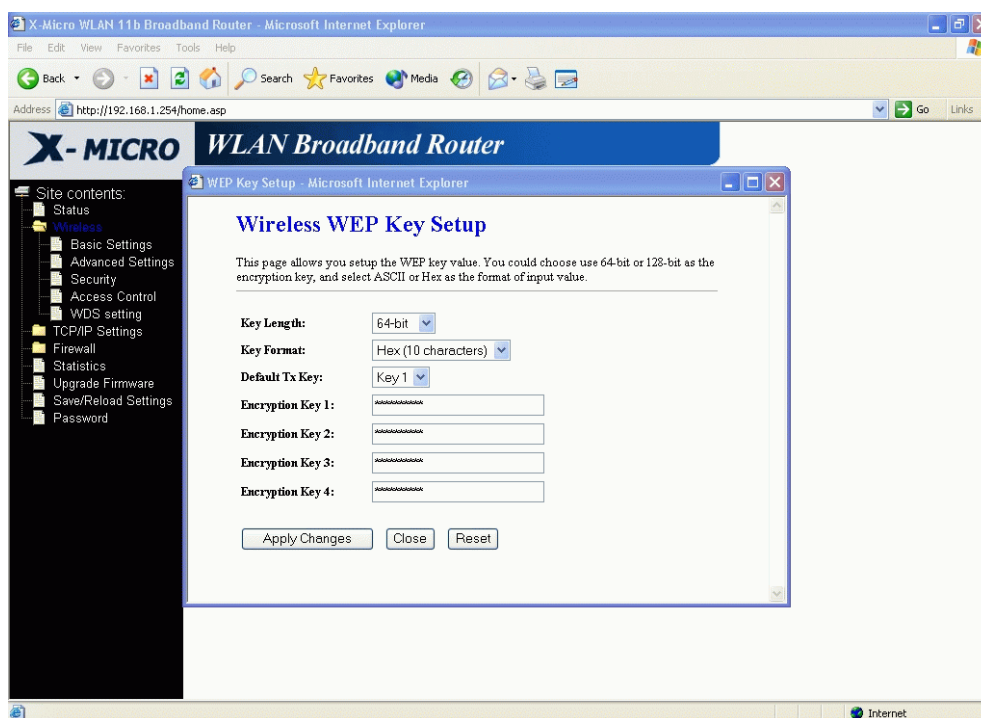 X-Micro WLAN 11b Broadband Router - Microsoft Internet Explorer
File Edit View Favorites Tools Help
Back Search Favorites Media
Address http://192.168.1.254/home.asp Go Links
X-MICRO WLAN Broadband Router
Site contents:
Status
Wireless
Basic Settings
Advanced Settings
Security
Access Control
WDS setting
TCP/IP Settings
Firewall
Statistics
Upgrade Firmware
Save/Reload Settings
Password
WEP Key Setup - Microsoft Internet Explorer
Wireless WEP Key Setup
This page allows you setup the WEP key value. You could choose use 64-bit or 128-bit as the
encryption key, and select ASCII or Hex as the format of input value.
Key Length: 64-bit
Key Format: Hex (10 characters)
Default Tx Key: Key 1
Encryption Key 1: **********
Encryption Key 2: **********
Encryption Key 3: **********
Encryption Key 4: **********
Apply Changes Close Reset
Internet